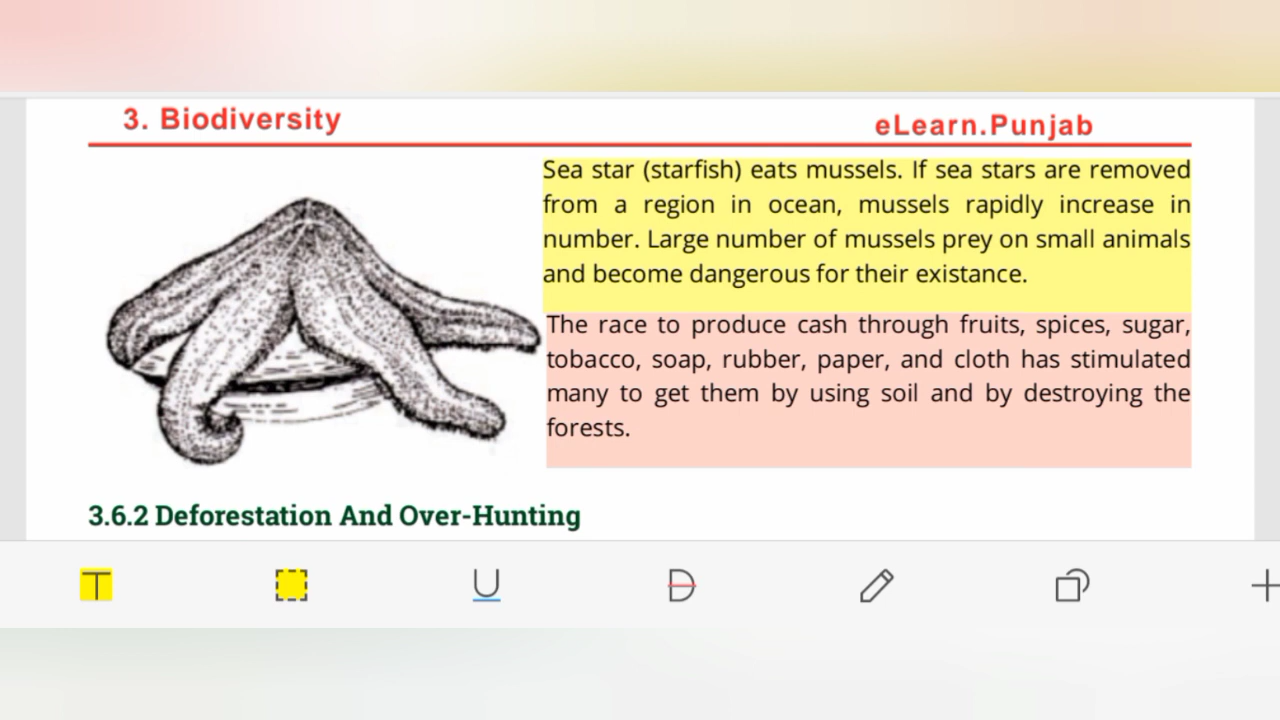 3. Biodiversity
eLearn.Punjab
Sea star (starfish) eats mussels. If sea stars are removed
from a region in ocean, mussels rapidly increase in
number. Large number of mussels prey on small animals
and become dangerous for their existance.
The race to produce cash through fruits, spices, sugar,
tobacco, soap, rubber, paper, and cloth has stimulated
many to get them by using soil and by destroying the
forests.
3.6.2 Deforestation And Over-Hunting